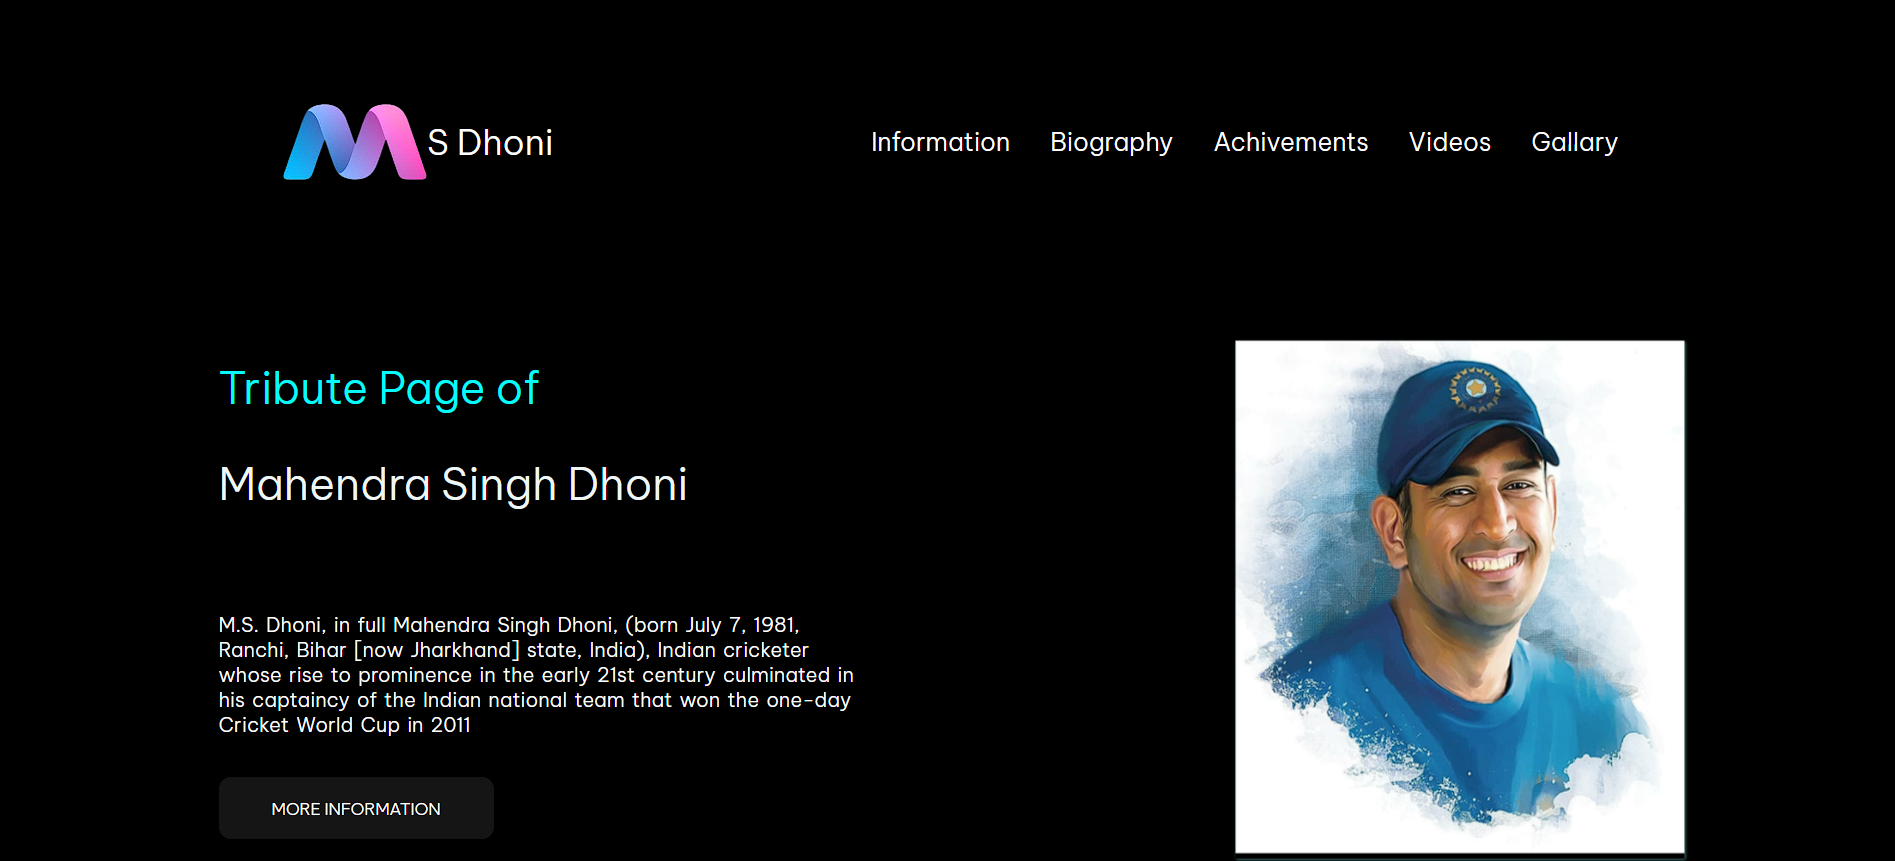 M S Dhoni
Information Biography Achivements Videos Gallary
Tribute Page of
Mahendra Singh Dhoni
M.S. Dhoni, in full Mahendra Singh Dhoni, (born July 7, 1981,
Ranchi, Bihar [now Jharkhand] state, India), Indian cricketer
whose rise to prominence in the early 21st century culminated in
his captaincy of the Indian national team that won the one-day
Cricket World Cup in 2011
MORE INFORMATION